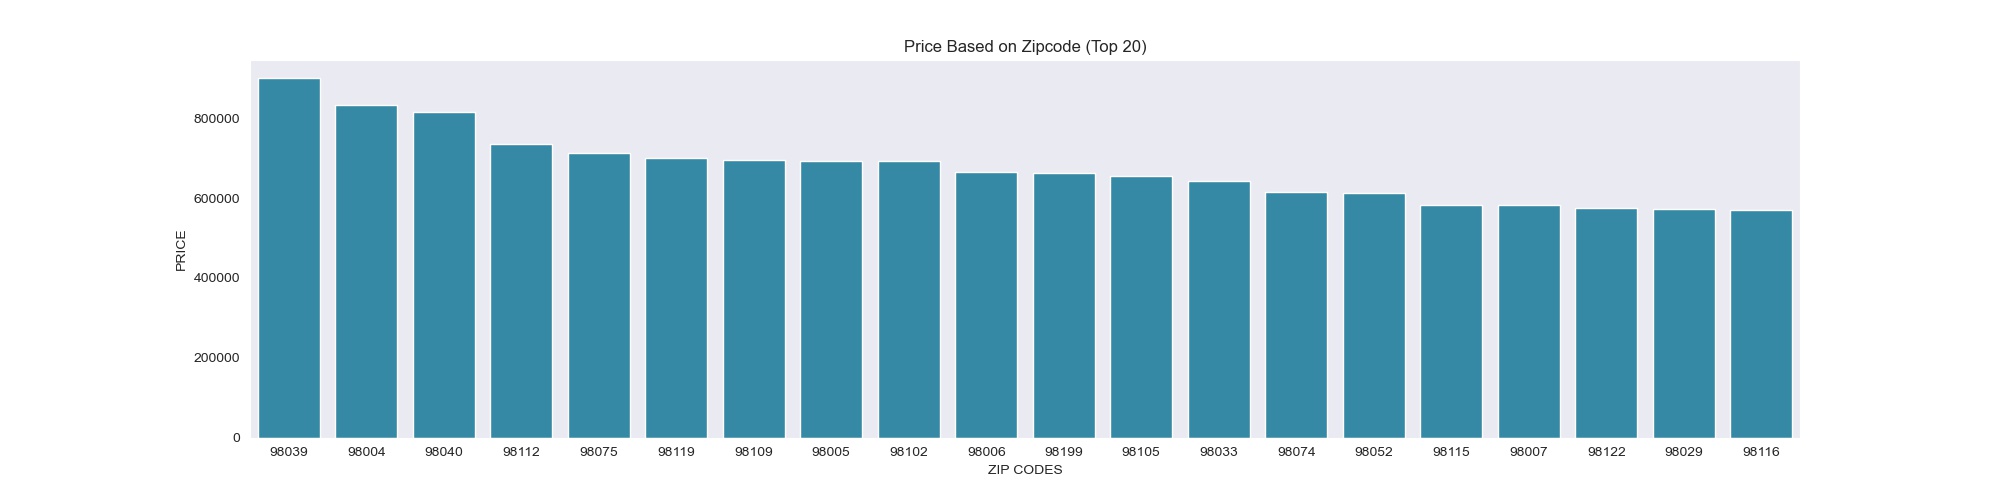 Price Based on Zipcode (Top 20)
PRICE
800000
600000
400000
200000
0
98039 98004 98040 98112 98075 98119 98109 98005 98102 98006 98199 98105 98033 98074 98052 98115 98007 98122 98029 98116
ZIP CODES